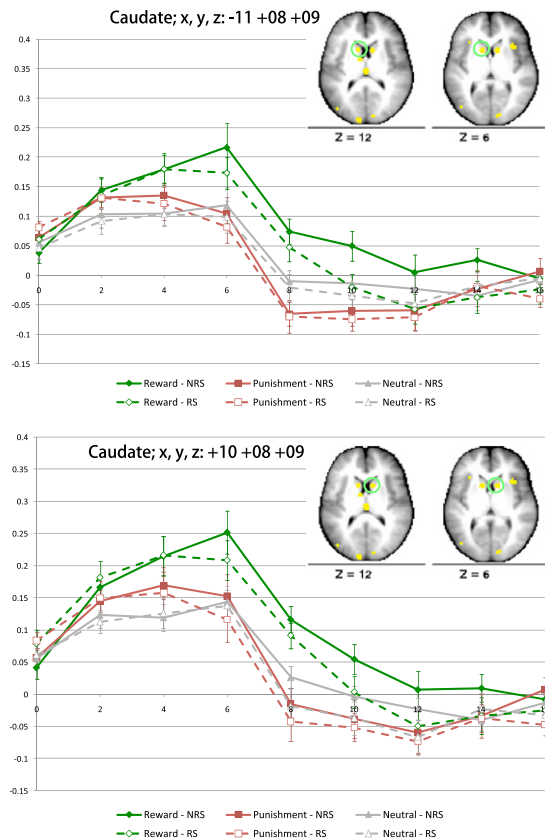 Caudate; x, y, z: -11 +08 +09
Z = 12
Z = 6
0.4
0.35
0.3
0.25
0.2
0.15
0.1
0.05
0
-0.05
-0.1
-0.15
0 2 4 6 8 10 12 14 16
Reward - NRS Punishment - NRS Neutral - NRS
Reward - RS Punishment - RS Neutral - RS
Caudate; x, y, z: +10 +08 +09
Z = 12
Z = 6
0.4
0.35
0.3
0.25
0.2
0.15
0.1
0.05
0
-0.05
-0.1
-0.15
-0.2
0 2 4 6 8 10 12 14 16
Reward - NRS Punishment - NRS Neutral - NRS
Reward - RS Punishment - RS Neutral - RS